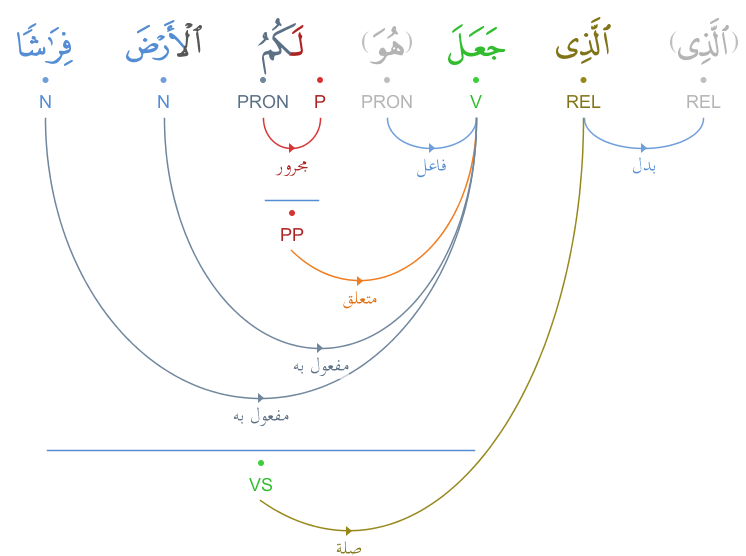 (ٱلَّذِى) ٱلَّذِى جَعَلَ (هُوَ) لَكُمُ ٱلْأَرْضَ فِرَٰشًا
N N PRON P PRON V REL REL
بدل فاعل مجرور
PP
متعلق
مفعول به
مفعول به
VS
صلة